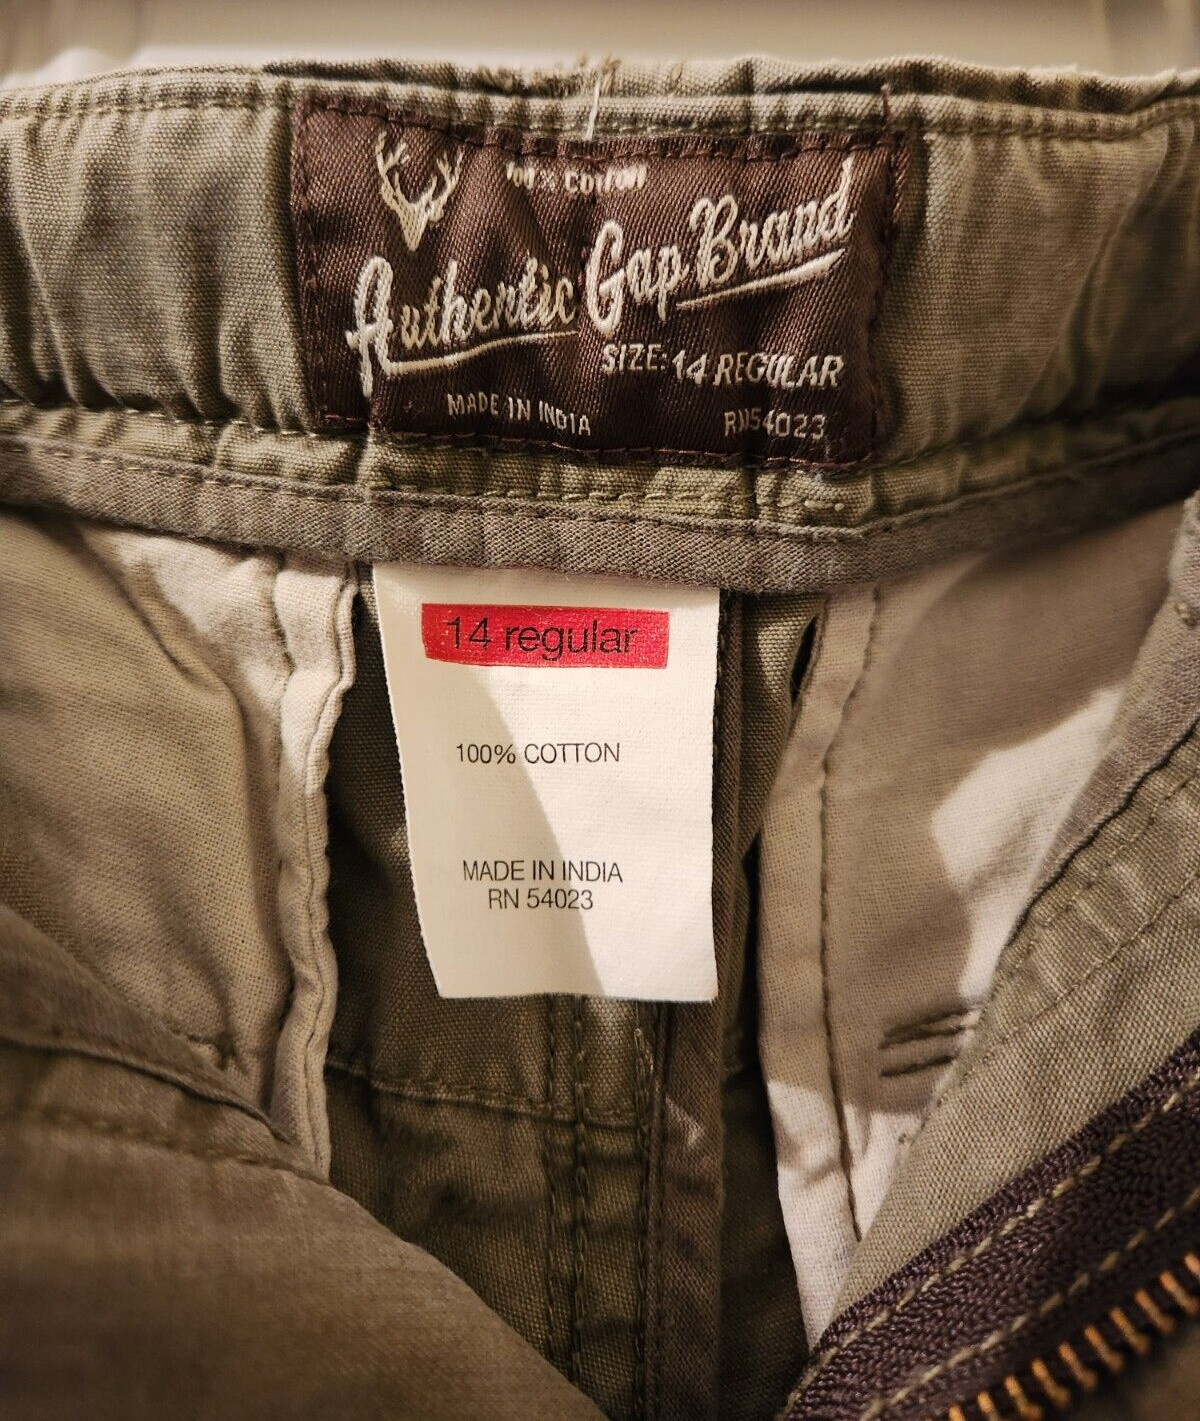 100% Cotton
Authentic Gap Brand
SIZE: 14 REGULAR
MADE IN INDIA RN54023
14 regular
100% COTTON
MADE IN INDIA
RN 54023